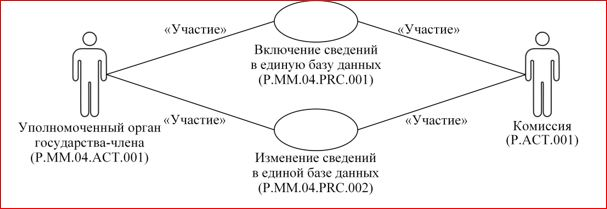 «Участие»
«Участие»
Включение сведений
в единую базу данных
(P.MM.04.PRC.001)
«Участие»
«Участие»
Уполномоченный орган
государства-члена
(P.MM.04.ACT.001)
Комиссия
(P.ACT.001)
Изменение сведений
в единой базе данных
(P.MM.04.PRC.002)